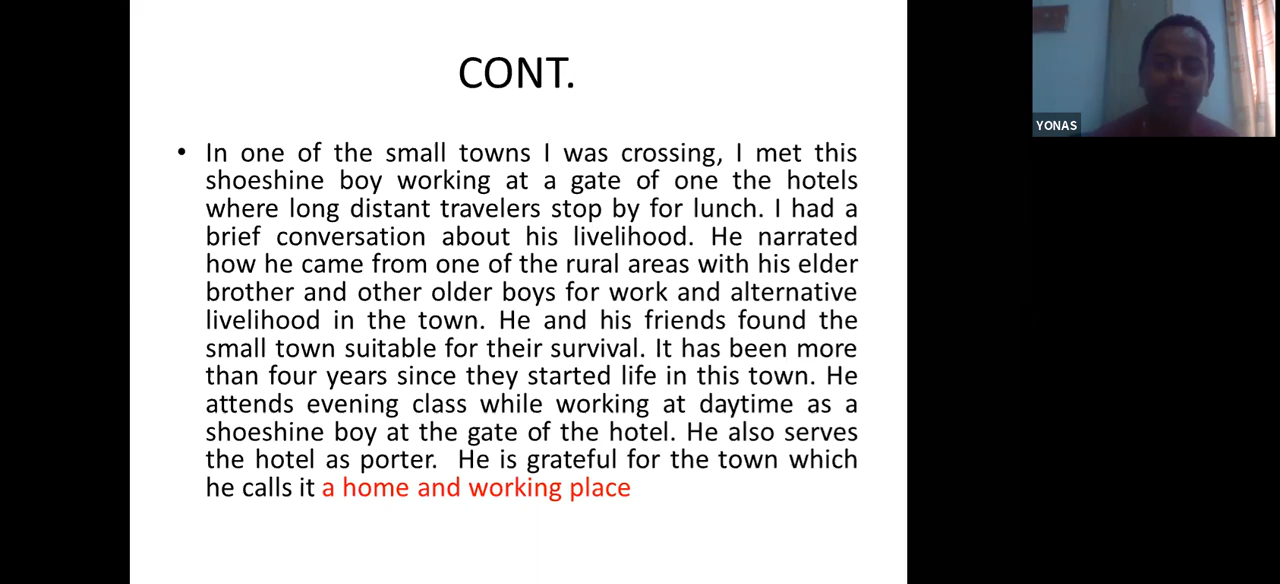 CONT.
• In one of the small towns I was crossing, I met this
shoeshine boy working at a gate of one the hotels
where long distant travelers stop by for lunch. I had a
brief conversation about his livelihood. He narrated
how he came from one of the rural areas with his elder
brother and other older boys for work and alternative
livelihood in the town. He and his friends found the
small town suitable for their survival. It has been more
than four years since they started life in this town. He
attends evening class while working at daytime as a
shoeshine boy at the gate of the hotel. He also serves
the hotel as porter.  He is grateful for the town which
he calls it a home and working place
YONAS